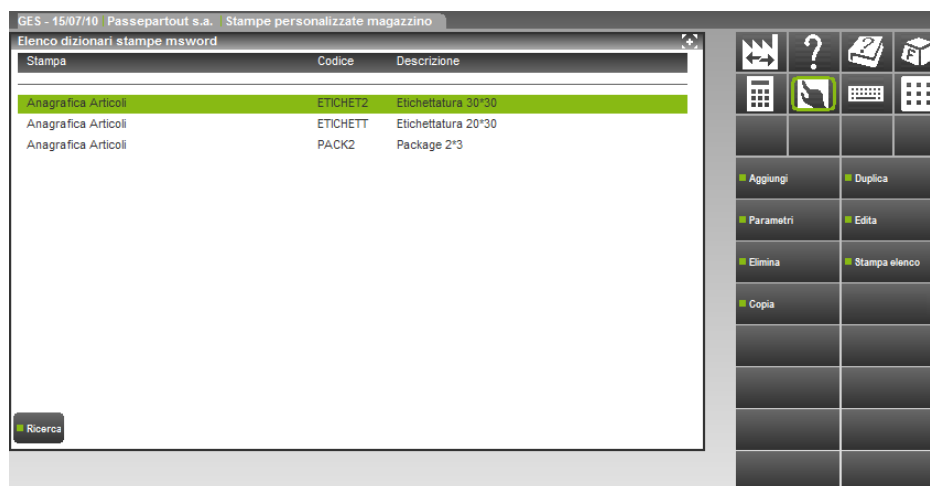 GES - 15/07/10 Passepartout s.a. Stampe personalizzate magazzino
Elenco dizionari stampe msword
Stampa Codice Descrizione
Anagrafica Articoli ETICHET2 Etichettatura 30*30
Anagrafica Articoli ETICHETT Etichettatura 20*30
Anagrafica Articoli PACK2 Package 2*3
Aggiungi Duplica
Parametri Edita
Elimina Stampa elenco
Copia
Ricerca